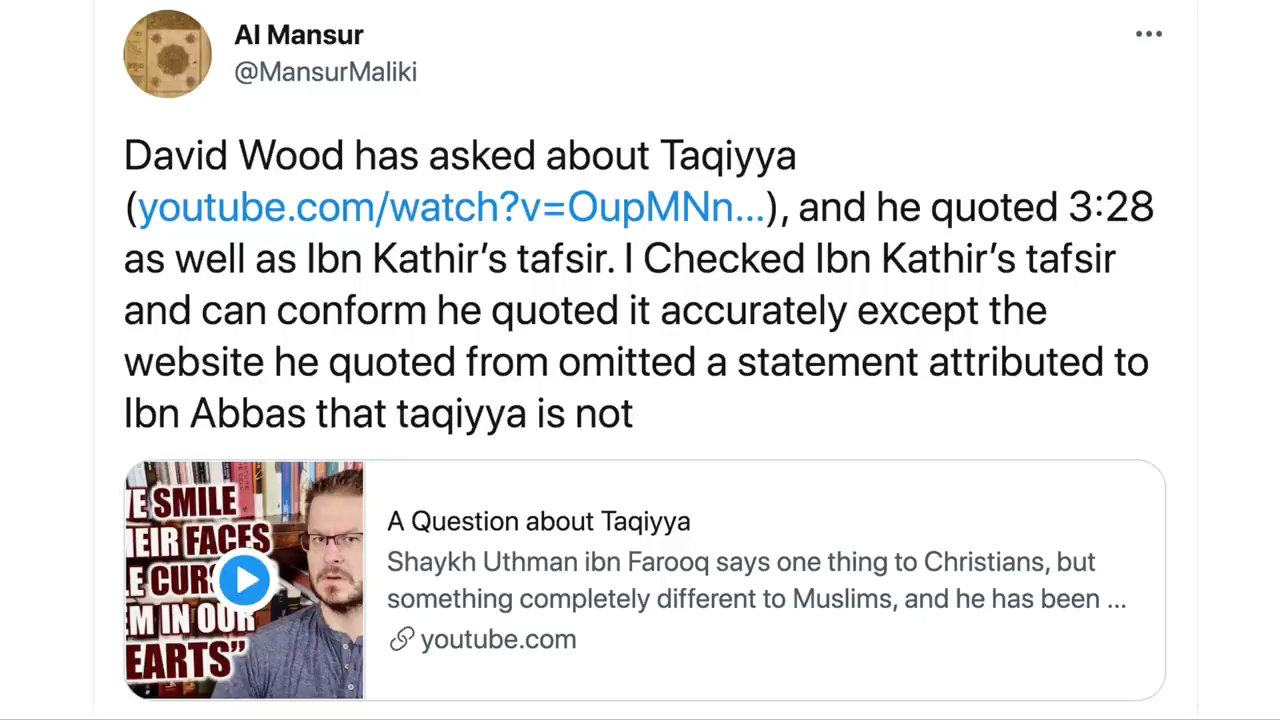 Al Mansur
@MansurMaliki
David Wood has asked about Taqiyya
(youtube.com/watch?v=OupMNn...), and he quoted 3:28
as well as Ibn Kathir’s tafsir. I Checked Ibn Kathir’s tafsir
and can conform he quoted it accurately except the
website he quoted from omitted a statement attributed to
Ibn Abbas that taqiyya is not
E SMILE
EIR FACES
E CUR
M IN OUR
EARTS”
A Question about Taqiyya
Shaykh Uthman ibn Farooq says one thing to Christians, but
something completely different to Muslims, and he has been ...
youtube.com